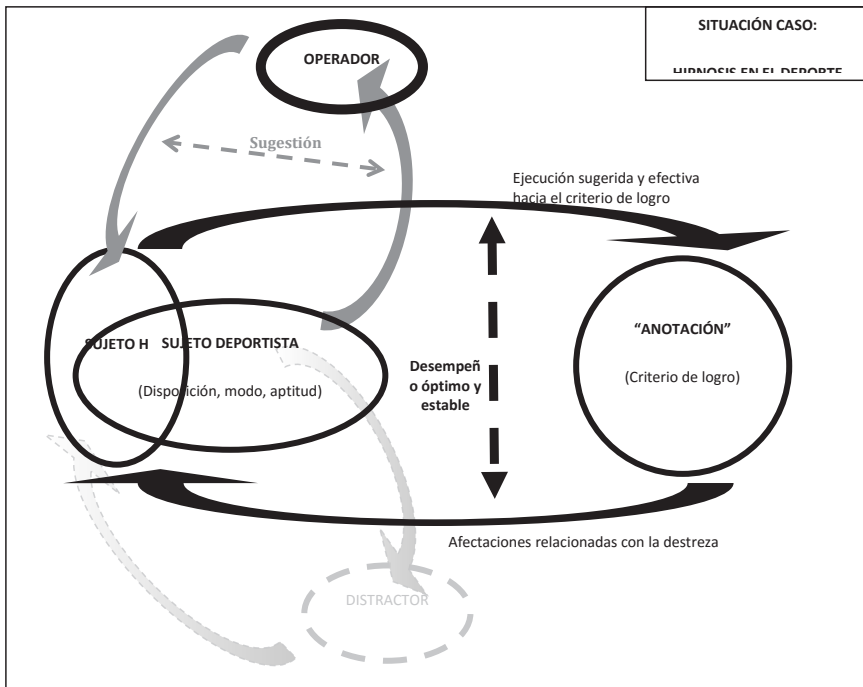 SITUACIÓN CASO:
HIPNOSIS EN EL DEPORTE
OPERADOR
Sugestión
Ejecución sugerida y efectiva
hacia el criterio de logro
SUJETO H
SUJETO DEPORTISTA
(Disposición, modo, aptitud)
Desempeñ
o óptimo y
estable
“ANOTACIÓN”
(Criterio de logro)
Afectaciones relacionadas con la destreza
DISTRACTOR